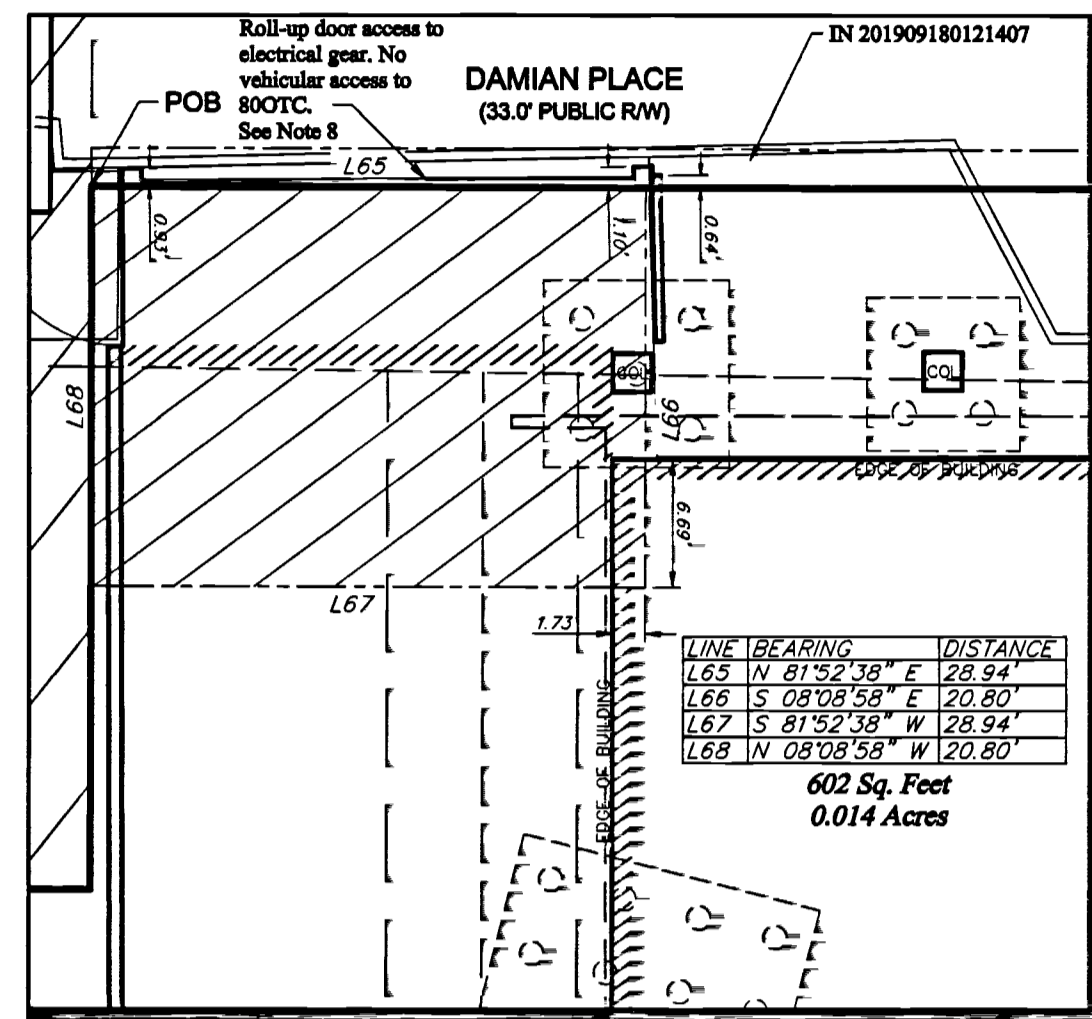 Roll-up door access to
electrical gear. No
vehicular access to
80OTC.
See Note 8
IN 201909180121407
DAMIAN PLACE
(33.0' PUBLIC R/W)
POB
L65
0.93'
1.10'
0.64'
COL
COL
L68
L66
EDGE OF BUILDING
6.69'
L67
1.73'
EDGE OF BUILDING
LINE BEARING DISTANCE
L65 N 81°52'38" E 28.94'
L66 S 08°08'58" E 20.80'
L67 S 81°52'38" W 28.94'
L68 N 08°08'58" W 20.80'
602 Sq. Feet
0.014 Acres